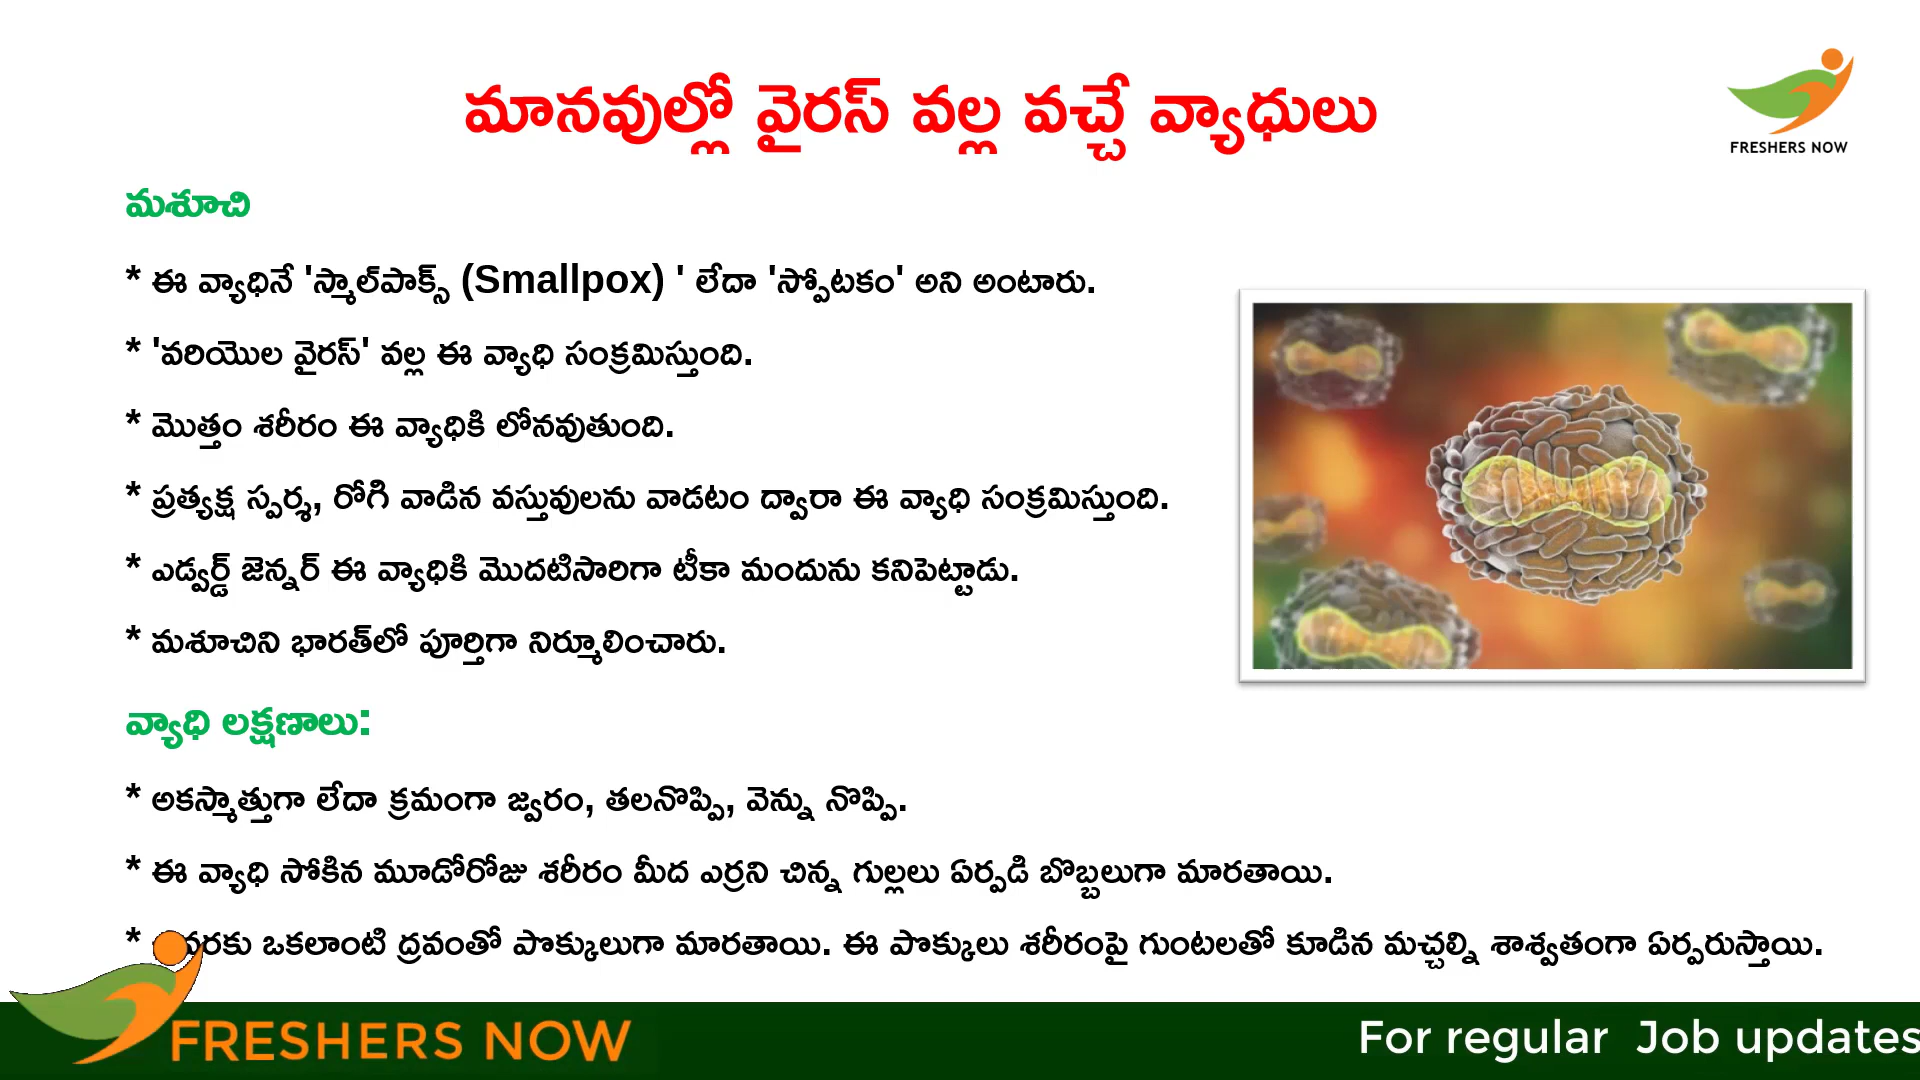 మానవుల్లో వైరస్ వల్ల వచ్చే వ్యాధులు
FRESHERS NOW
మశూచి
* ఈ వ్యాధినే 'స్మాల్‌పాక్స్ (Smallpox) ' లేదా 'స్పోటకం' అని అంటారు.
* 'వరియొల వైరస్' వల్ల ఈ వ్యాధి సంక్రమిస్తుంది.
* మొత్తం శరీరం ఈ వ్యాధికి లోనవుతుంది.
* ప్రత్యక్ష స్పర్శ, రోగి వాడిన వస్తువులను వాడటం ద్వారా ఈ వ్యాధి సంక్రమిస్తుంది.
* ఎడ్వర్డ్ జెన్నర్ ఈ వ్యాధికి మొదటిసారిగా టీకా మందును కనిపెట్టాడు.
* మశూచిని భారత్‌లో పూర్తిగా నిర్మూలించారు.
వ్యాధి లక్షణాలు:
* అకస్మాత్తుగా లేదా క్రమంగా జ్వరం, తలనొప్పి, వెన్ను నొప్పి.
* ఈ వ్యాధి సోకిన మూడోరోజు శరీరం మీద ఎర్రని చిన్న గుల్లలు ఏర్పడి బొబ్బలుగా మారతాయి.
* ఒకలాంటి ద్రవంతో పొక్కులుగా మారతాయి. ఈ పొక్కులు శరీరంపై గుంటలతో కూడిన మచ్చల్ని శాశ్వతంగా ఏర్పరుస్తాయి.
FRESHERS NOW
For regular Job updates